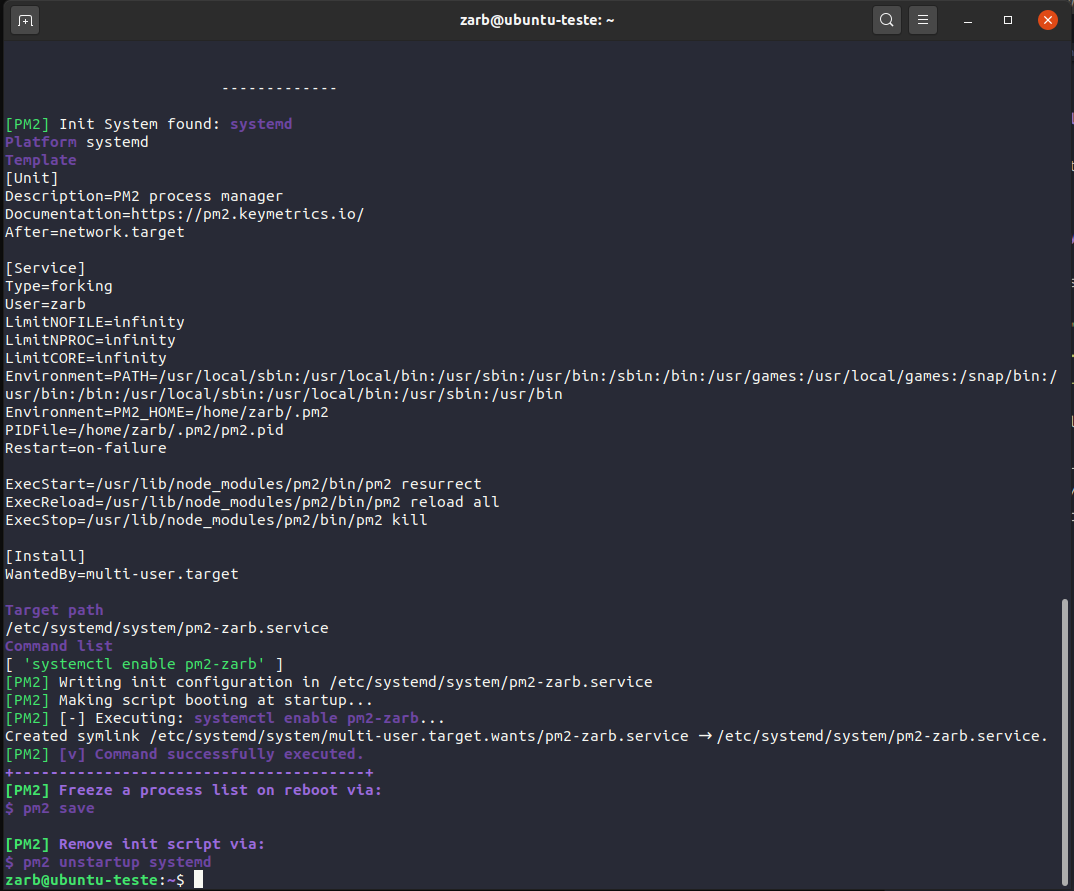 zarb@ubuntu-teste: ~
-------------
[PM2] Init System found: systemd
Platform systemd
Template
[Unit]
Description=PM2 process manager
Documentation=https://pm2.keymetrics.io/
After=network.target
[Service]
Type=forking
User=zarb
LimitNOFILE=infinity
LimitNPROC=infinity
LimitCORE=infinity
Environment=PATH=/usr/local/sbin:/usr/local/bin:/usr/sbin:/usr/bin:/sbin:/bin:/usr/games:/usr/local/games:/snap/bin:/
usr/bin:/bin:/usr/local/sbin:/usr/local/bin:/usr/sbin:/usr/bin
Environment=PM2_HOME=/home/zarb/.pm2
PIDFile=/home/zarb/.pm2/pm2.pid
Restart=on-failure
ExecStart=/usr/lib/node_modules/pm2/bin/pm2 resurrect
ExecReload=/usr/lib/node_modules/pm2/bin/pm2 reload all
ExecStop=/usr/lib/node_modules/pm2/bin/pm2 kill
[Install]
WantedBy=multi-user.target
Target path
/etc/systemd/system/pm2-zarb.service
Command list
[ 'systemctl enable pm2-zarb' ]
[PM2] Writing init configuration in /etc/systemd/system/pm2-zarb.service
[PM2] Making script booting at startup...
[PM2] [-] Executing: systemctl enable pm2-zarb...
Created symlink /etc/systemd/system/multi-user.target.wants/pm2-zarb.service → /etc/systemd/system/pm2-zarb.service.
[PM2] [v] Command successfully executed.
+---------------------------------------+
[PM2] Freeze a process list on reboot via:
$ pm2 save
[PM2] Remove init script via:
$ pm2 unstartup systemd
zarb@ubuntu-teste:~$